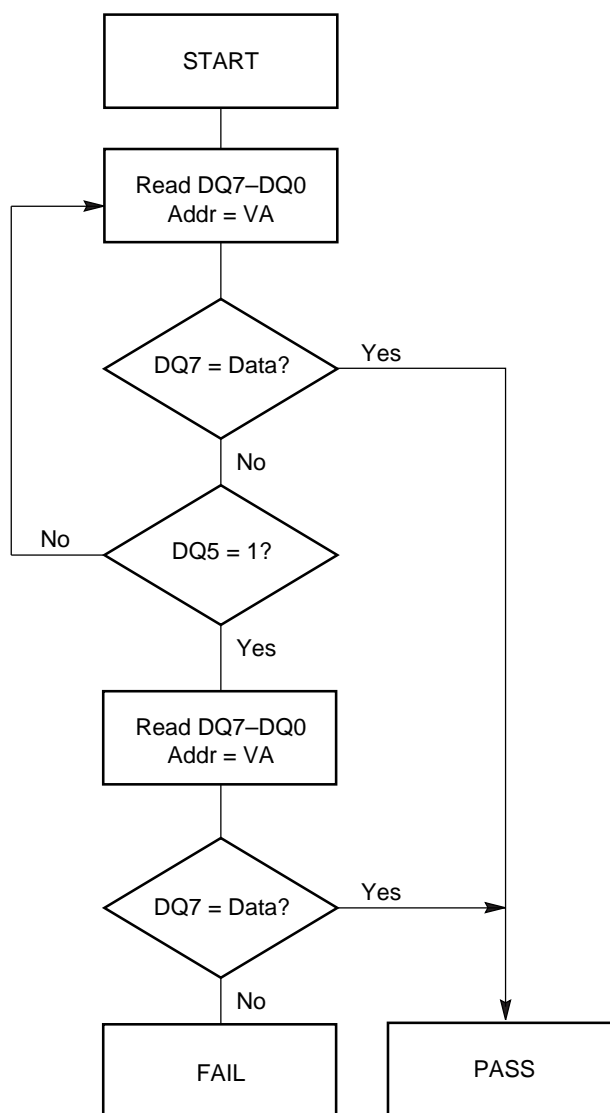 START
Read DQ7–DQ0
Addr = VA
DQ7 = Data?
Yes
No
No
DQ5 = 1?
Yes
Read DQ7–DQ0
Addr = VA
DQ7 = Data?
Yes
No
FAIL
PASS